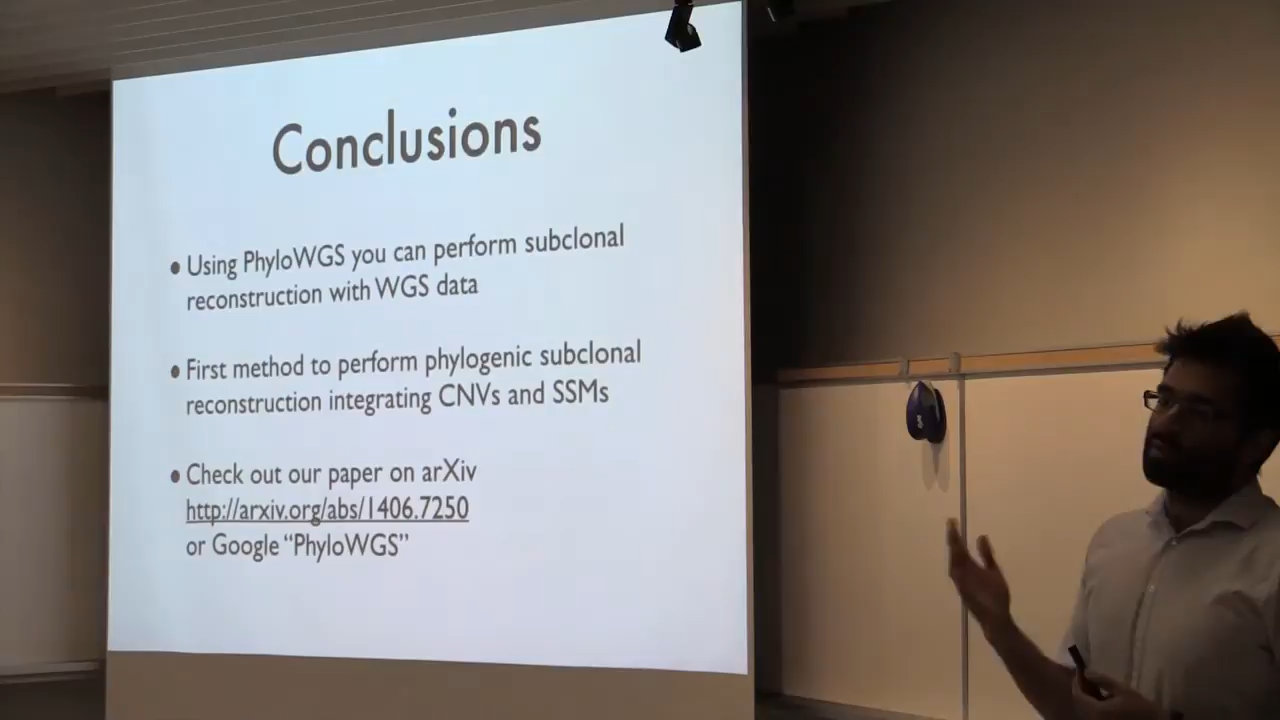 Conclusions
• Using PhyloWGS you can perform subclonal
reconstruction with WGS data
• First method to perform phylogenic subclonal
reconstruction integrating CNVs and SSMs
• Check out our paper on arXiv
http://arxiv.org/abs/1406.7250
or Google “PhyloWGS”